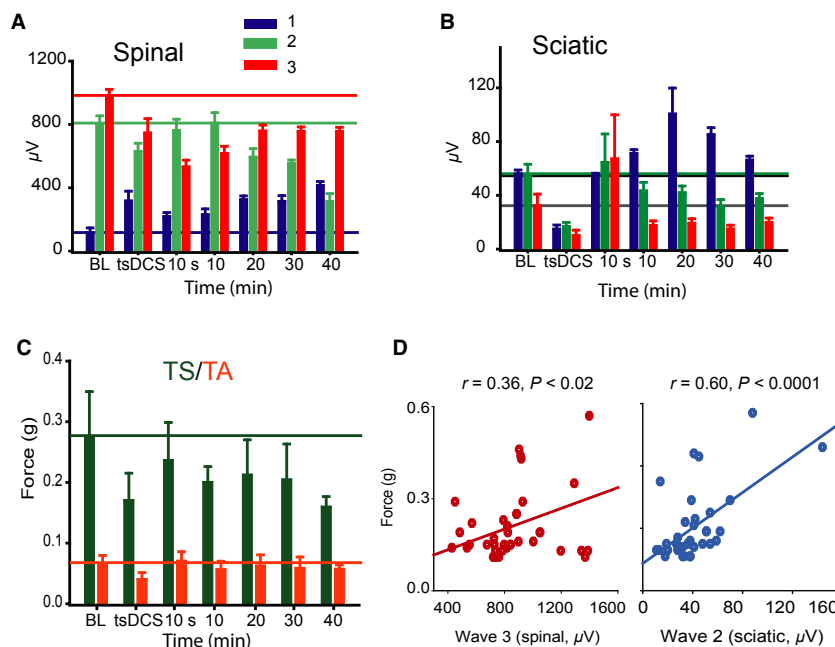 A
Spinal
1
2
3
1200
800
400
0
µV
BL tsDCS 10 s 10 20 30 40
Time (min)
B
Sciatic
160
120
80
40
0
µV
BL tsDCS 10 s 10 20 30 40
Time (min)
C
TS/TA
0.4
0.3
0.2
0.1
0.0
Force (g)
BL tsDCS 10 s 10 20 30 40
Time (min)
D
r = 0.36, P < 0.02
r = 0.60, P < 0.0001
0.6
0.3
0.0
Force (g)
400 800 1200 1600
0 40 80 120 160
Wave 3 (spinal, µV)
Wave 2 (sciatic, µV)